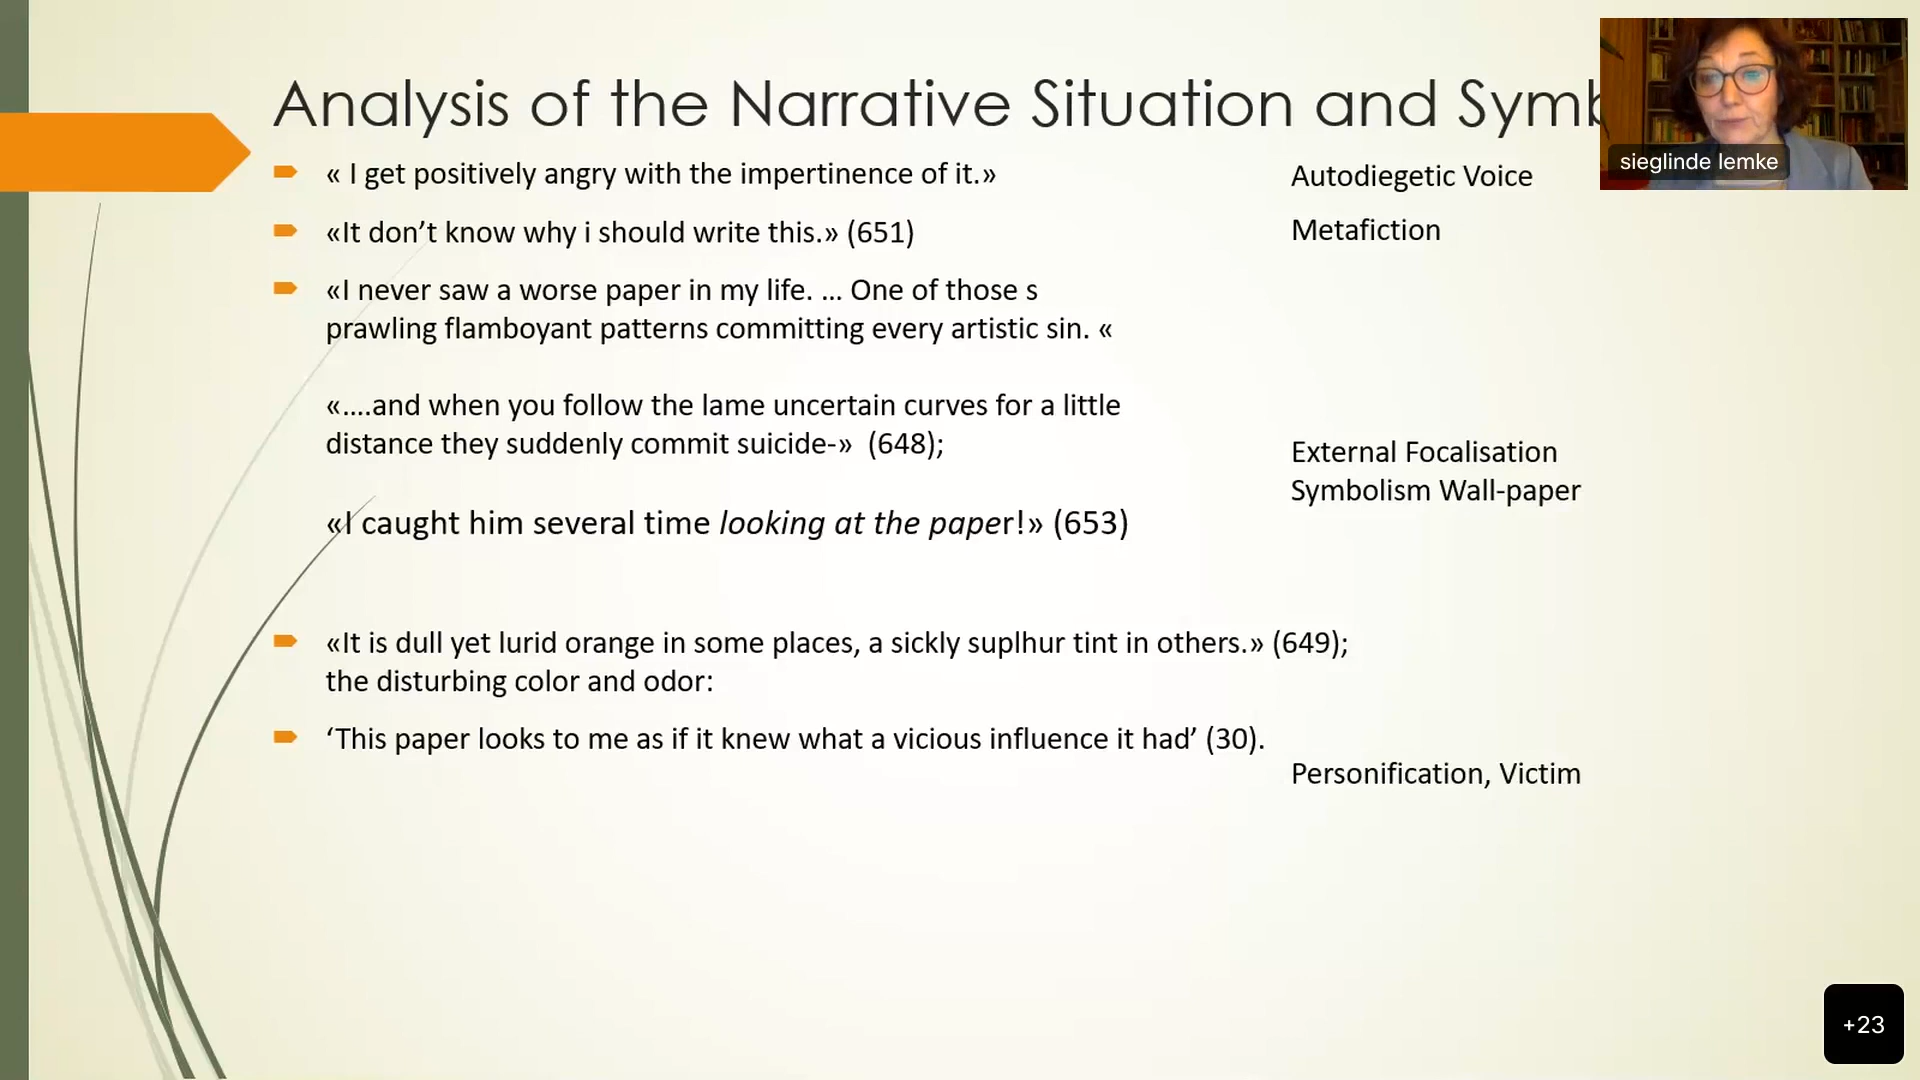 Analysis of the Narrative Situation and Symb
sieglinde lemke
« I get positively angry with the impertinence of it.»
Autodiegetic Voice
«It don’t know why i should write this.» (651)
Metafiction
«I never saw a worse paper in my life. ... One of those s
prawling flamboyant patterns committing every artistic sin. «
«....and when you follow the lame uncertain curves for a little
distance they suddenly commit suicide-» (648);
External Focalisation
Symbolism Wall-paper
«I caught him several time looking at the paper!» (653)
«It is dull yet lurid orange in some places, a sickly suplhur tint in others.» (649);
the disturbing color and odor:
‘This paper looks to me as if it knew what a vicious influence it had’ (30).
Personification, Victim
+23